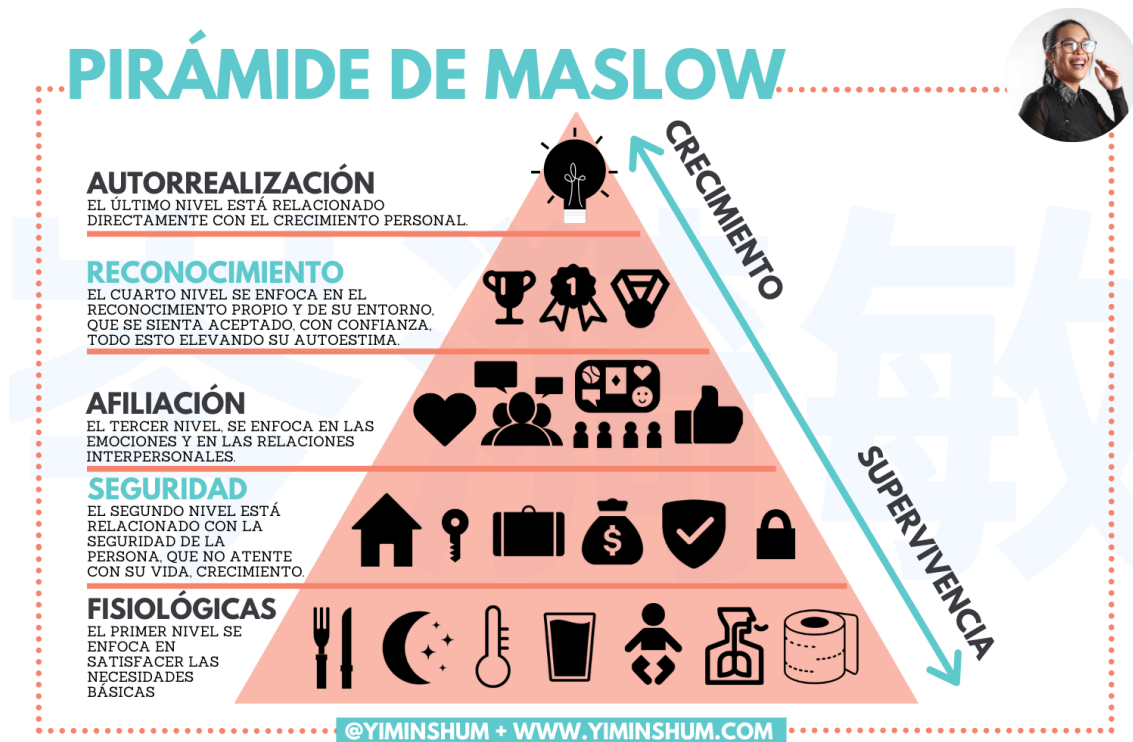 PIRÁMIDE DE MASLOW
AUTORREALIZACIÓN
EL ÚLTIMO NIVEL ESTÁ RELACIONADO
DIRECTAMENTE CON EL CRECIMIENTO PERSONAL.
RECONOCIMIENTO
EL CUARTO NIVEL SE ENFOCA EN EL
RECONOCIMIENTO PROPIO Y DE SU ENTORNO,
QUE SE SIENTA ACEPTADO, CON CONFIANZA,
TODO ESTO ELEVANDO SU AUTOESTIMA.
AFILIACIÓN
EL TERCER NIVEL, SE ENFOCA EN LAS
EMOCIONES Y EN LAS RELACIONES
INTERPERSONALES.
SEGURIDAD
EL SEGUNDO NIVEL ESTÁ
RELACIONADO CON LA
SEGURIDAD DE LA
PERSONA, QUE NO ATENTE
CON SU VIDA, CRECIMIENTO.
FISIOLÓGICAS
EL PRIMER NIVEL SE
ENFOCA EN
SATISFACER LAS
NECESIDADES
BÁSICAS
1
$
CRECIMIENTO
SUPERVIVENCIA
@YIMINSHUM + WWW.YIMINSHUM.COM